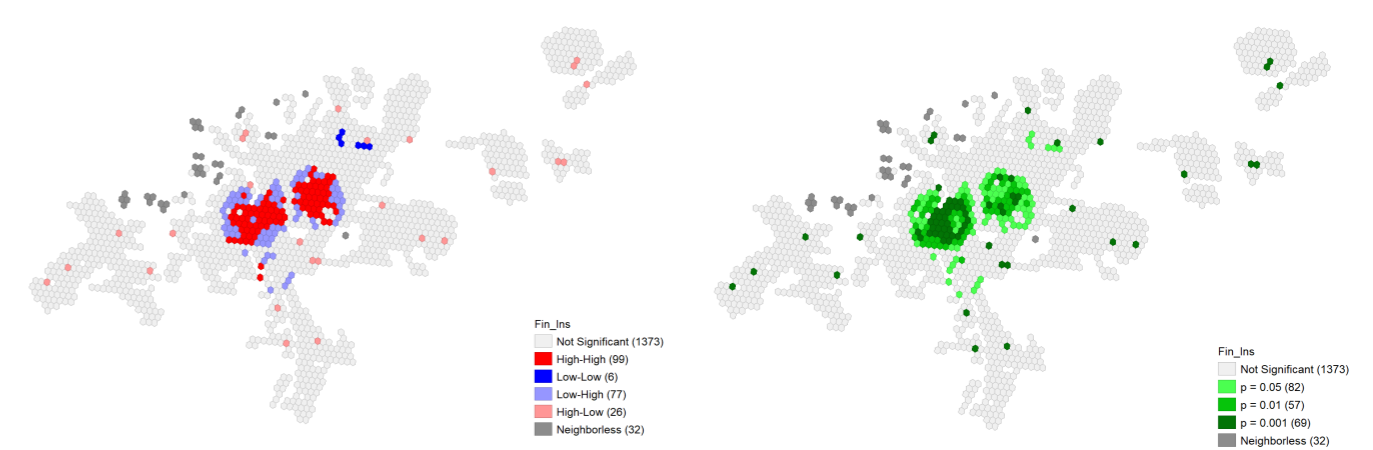 Fin_Ins
Not Significant (1373)
High-High (99)
Low-Low (6)
Low-High (77)
High-Low (26)
Neighborless (32)
Fin_Ins
Not Significant (1373)
p = 0.05 (82)
p = 0.01 (57)
p = 0.001 (69)
Neighborless (32)